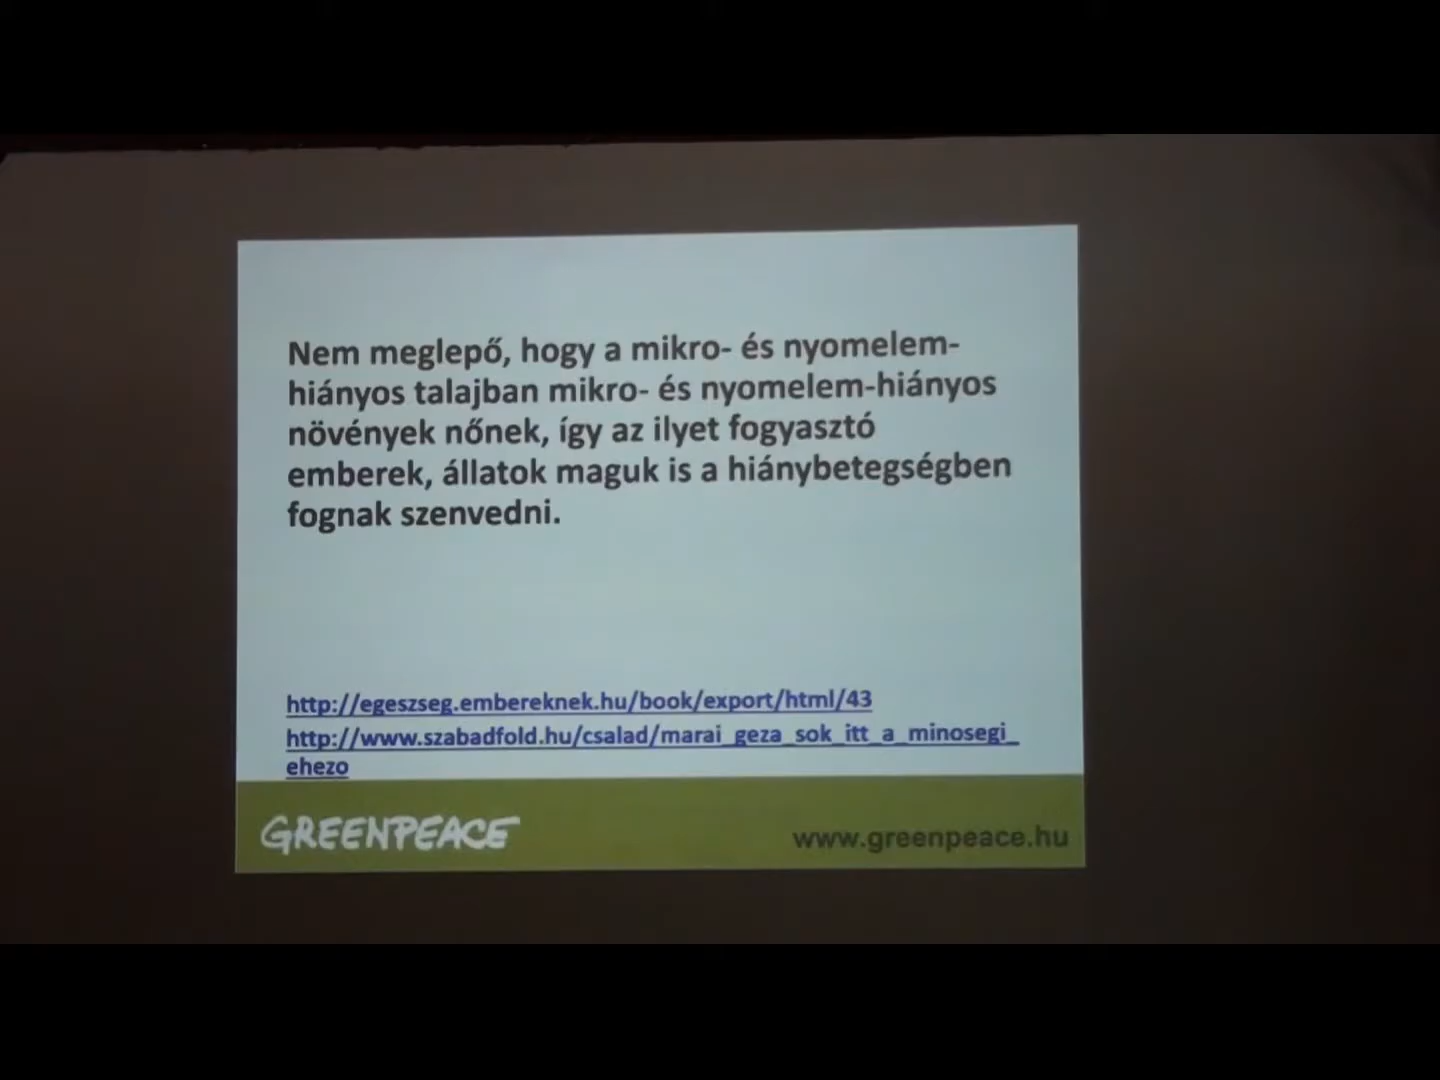 Nem meglepő, hogy a mikro- és nyomelem-
hiányos talajban mikro- és nyomelem-hiányos
növények nőnek, így az ilyet fogyasztó
emberek, állatok maguk is a hiánybetegségben
fognak szenvedni.
http://egeszseg.embereknek.hu/book/export/html/43
http://www.szabadfold.hu/csalad/marai_geza_sok_itt_a_minosegi_
ehezo
GREENPEACE
www.greenpeace.hu